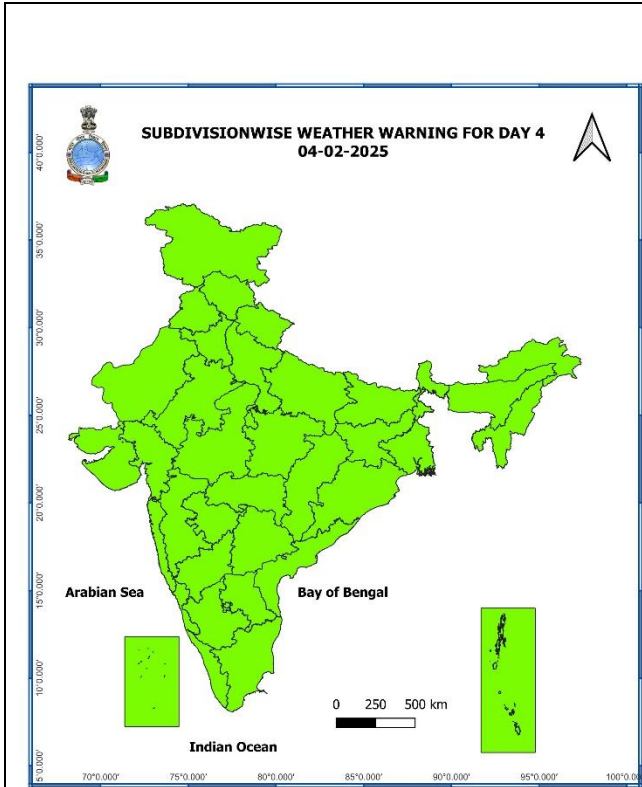 SUBDIVISIONWISE WEATHER WARNING FOR DAY 4
04-02-2025
40°0.000'
35°0.000'
30°0.000'
25°0.000'
20°0.000'
15°0.000'
10°0.000'
5°0.000'
Arabian Sea
Bay of Bengal
0 250 500 km
Indian Ocean
70°0.000' 75°0.000' 80°0.000' 85°0.000' 90°0.000' 95°0.000' 100°0.0